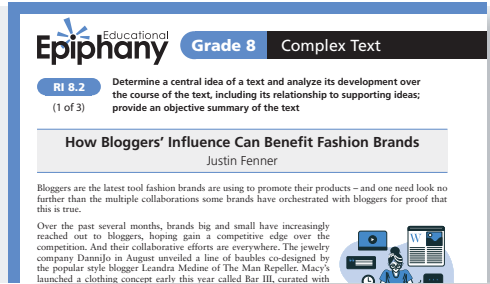 Educational
Epiphany
Grade 8
Complex Text
RI 8.2
(1 of 3)
Determine a central idea of a text and analyze its development over
the course of the text, including its relationship to supporting ideas;
provide an objective summary of the text
How Bloggers' Influence Can Benefit Fashion Brands
Justin Fenner
Bloggers are the latest tool fashion brands are using to promote their products – and one need look no
further than the multiple collaborations some brands have orchestrated with bloggers for proof that
this is true.
Over the past several months, brands big and small have increasingly
reached out to bloggers, hoping gain a competitive edge over the
competition. And their collaborative efforts are everywhere. The jewelry
company DanniJo in August unveiled a line of baubles co-designed by
the popular style blogger Leandra Medine of The Man Repeller. Macy's
launched a clothing concept early this year called Bar III, curated with
W